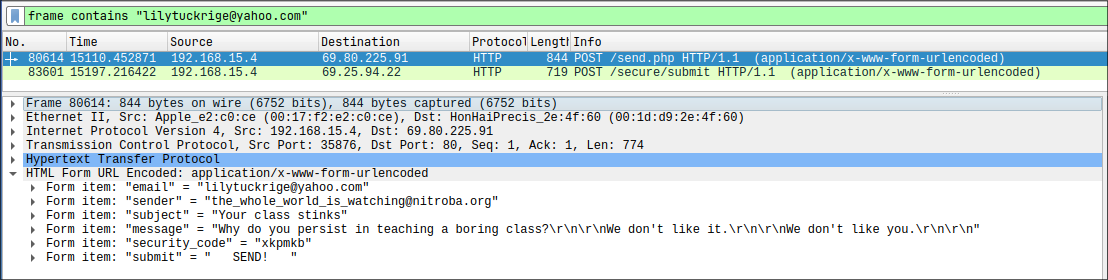 frame contains "lilytuckrige@yahoo.com"
No. Time Source Destination Protocol Length Info
80614 15110.452871 192.168.15.4 69.80.225.91 HTTP 844 POST /send.php HTTP/1.1 (application/x-www-form-urlencoded)
83601 15197.216422 192.168.15.4 69.25.94.22 HTTP 719 POST /secure/submit HTTP/1.1 (application/x-www-form-urlencoded)
Frame 80614: 844 bytes on wire (6752 bits), 844 bytes captured (6752 bits)
Ethernet II, Src: Apple_e2:c0:ce (00:17:f2:e2:c0:ce), Dst: HonHaiPrecis_2e:4f:60 (00:1d:d9:2e:4f:60)
Internet Protocol Version 4, Src: 192.168.15.4, Dst: 69.80.225.91
Transmission Control Protocol, Src Port: 35876, Dst Port: 80, Seq: 1, Ack: 1, Len: 774
Hypertext Transfer Protocol
HTML Form URL Encoded: application/x-www-form-urlencoded
Form item: "email" = "lilytuckrige@yahoo.com"
Form item: "sender" = "the_whole_world_is_watching@nitroba.org"
Form item: "subject" = "Your class stinks"
Form item: "message" = "Why do you persist in teaching a boring class?\r\n\r\nWe don't like it.\r\n\r\nWe don't like you.\r\n\r\n"
Form item: "security_code" = "xkpmkb"
Form item: "submit" = "   SEND!   "